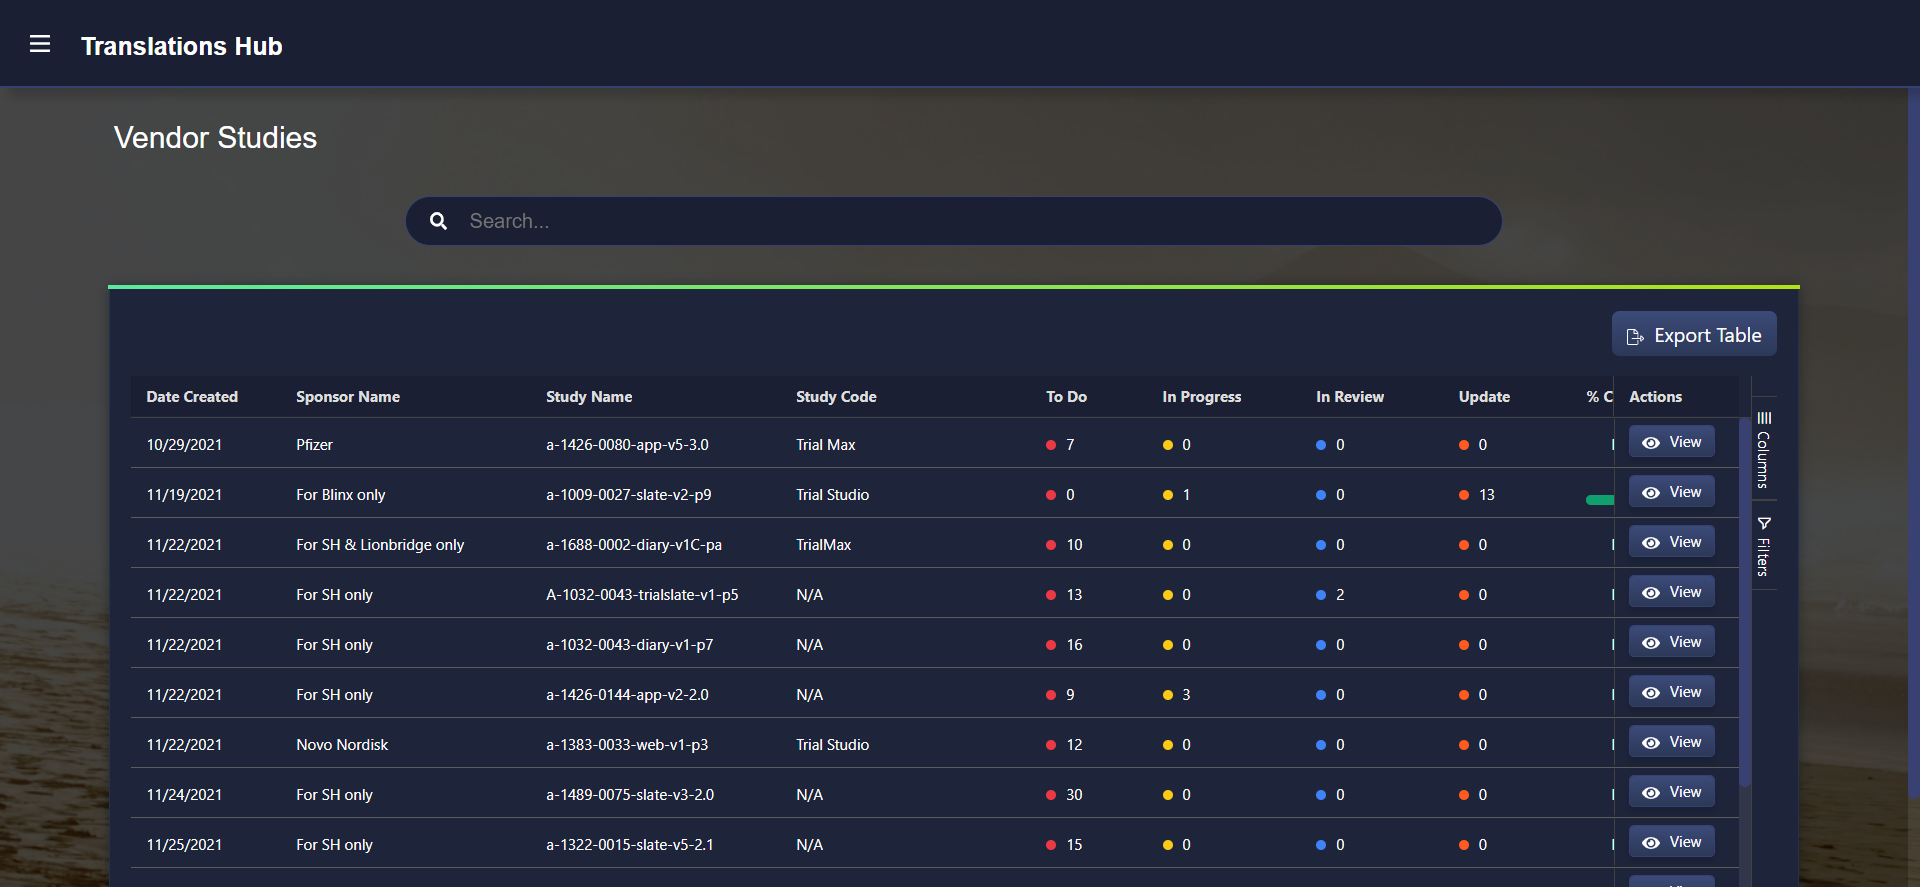 Translations Hub
Vendor Studies
Search...
Export Table
Date Created Sponsor Name Study Name Study Code To Do In Progress In Review Update % C Actions
10/29/2021 Pfizer a-1426-0080-app-v5-3.0 Trial Max 7 0 0 0 View
11/19/2021 For Blinx only a-1009-0027-slate-v2-p9 Trial Studio 0 1 0 13 View
11/22/2021 For SH & Lionbridge only a-1688-0002-diary-v1C-pa TrialMax 10 0 0 0 View
11/22/2021 For SH only A-1032-0043-trialslate-v1-p5 N/A 13 0 2 0 View
11/22/2021 For SH only a-1032-0043-diary-v1-p7 N/A 16 0 0 0 View
11/22/2021 For SH only a-1426-0144-app-v2-2.0 N/A 9 3 0 0 View
11/22/2021 Novo Nordisk a-1383-0033-web-v1-p3 Trial Studio 12 0 0 0 View
11/24/2021 For SH only a-1489-0075-slate-v3-2.0 N/A 30 0 0 0 View
11/25/2021 For SH only a-1322-0015-slate-v5-2.1 N/A 15 0 0 0 View
Columns
Filters